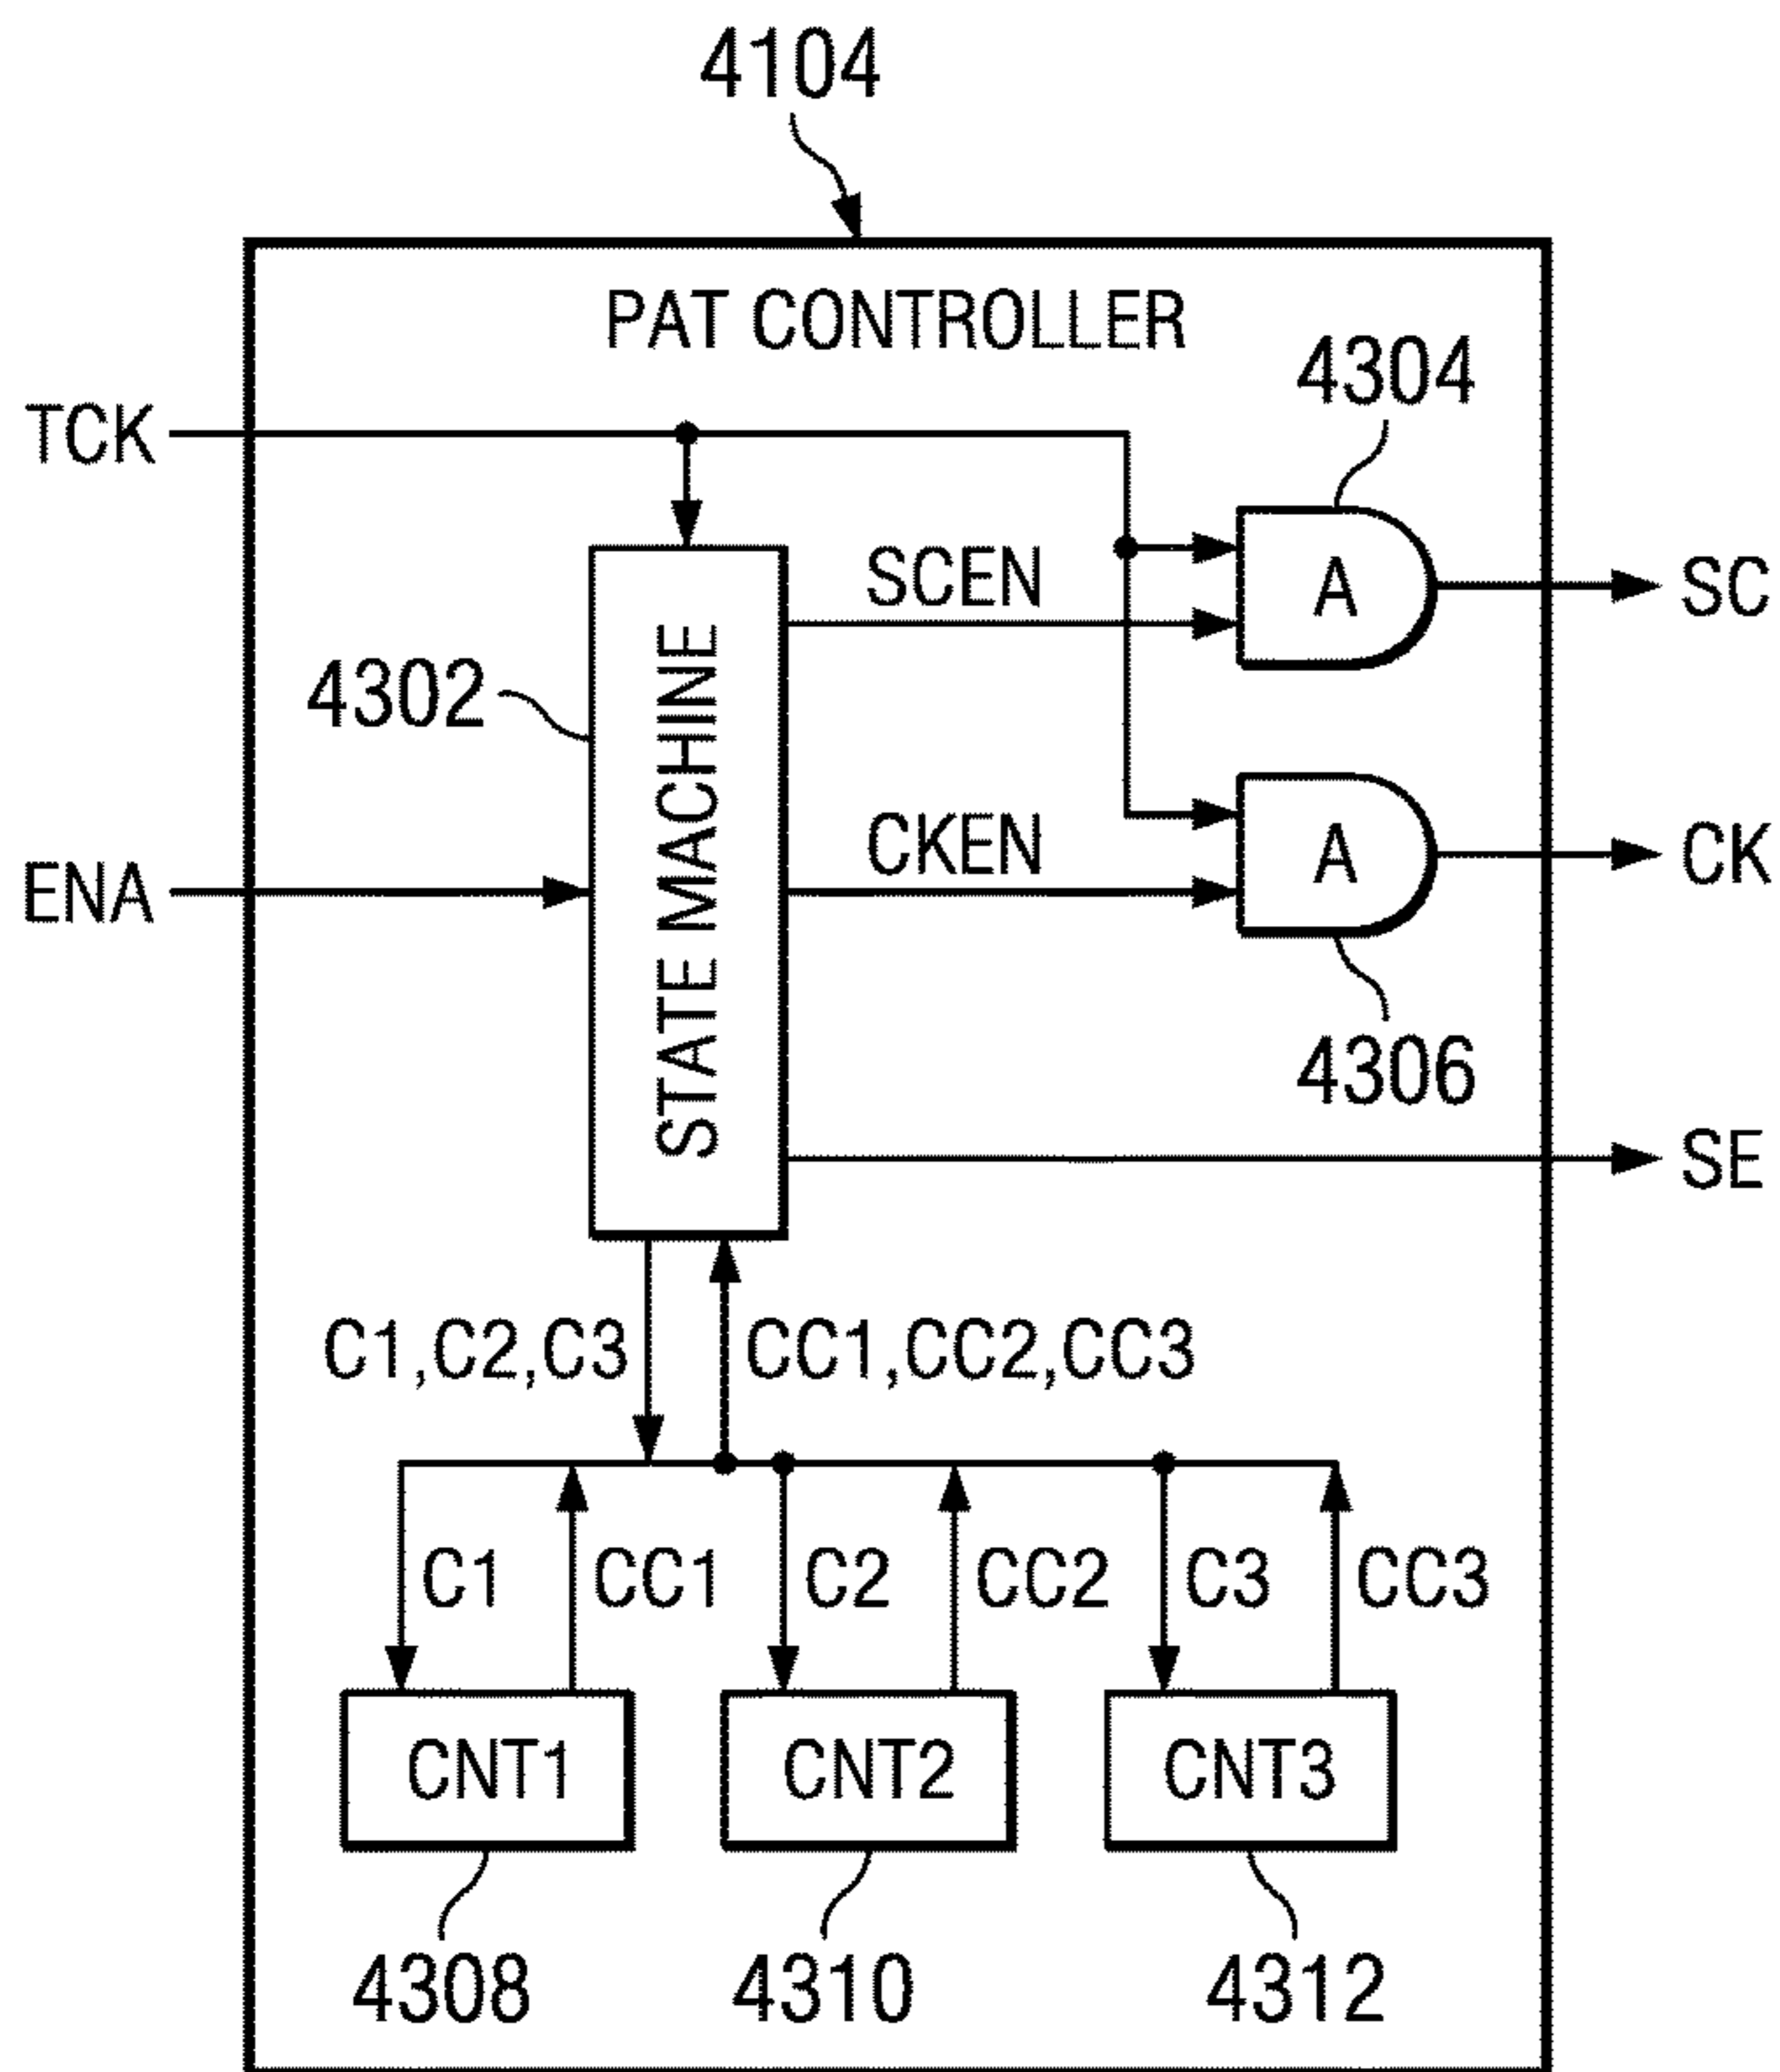 4104
PAT CONTROLLER
4304
TCK
SCEN
A
SC
4302
STATE MACHINE
CKEN
A
CK
ENA
4306
SE
C1,C2,C3
CC1,CC2,CC3
C1
CC1
C2
CC2
C3
CC3
CNT1
CNT2
CNT3
4308
4310
4312